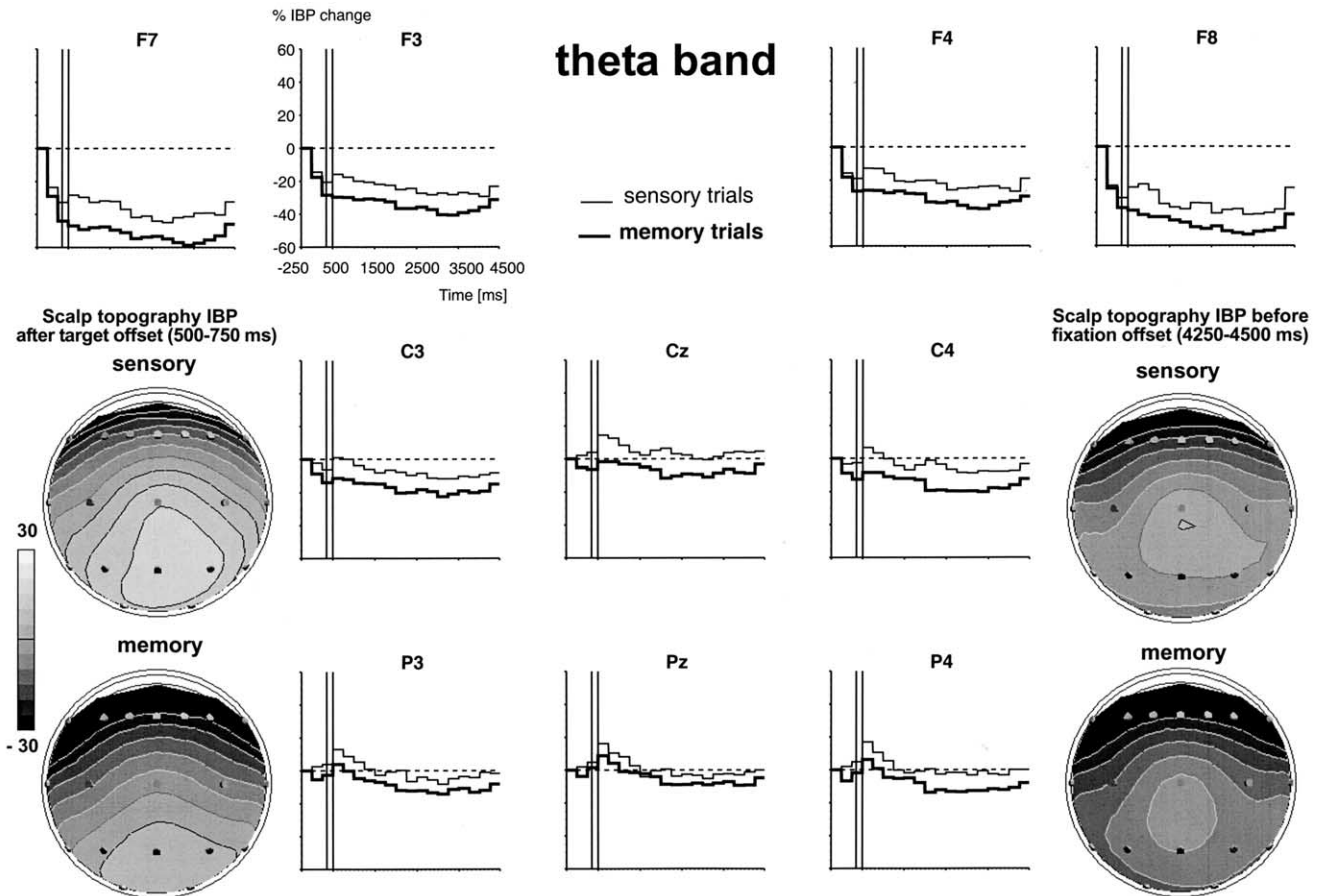 % IBP change
F7
F3
theta band
F4
F8
60
40
20
0
-20
-40
-60
-250 500 1500 2500 3500 4500
Time [ms]
sensory trials
memory trials
Scalp topography IBP
after target offset (500-750 ms)
sensory
C3
Cz
C4
Scalp topography IBP before
fixation offset (4250-4500 ms)
sensory
30
- 30
memory
P3
Pz
P4
memory